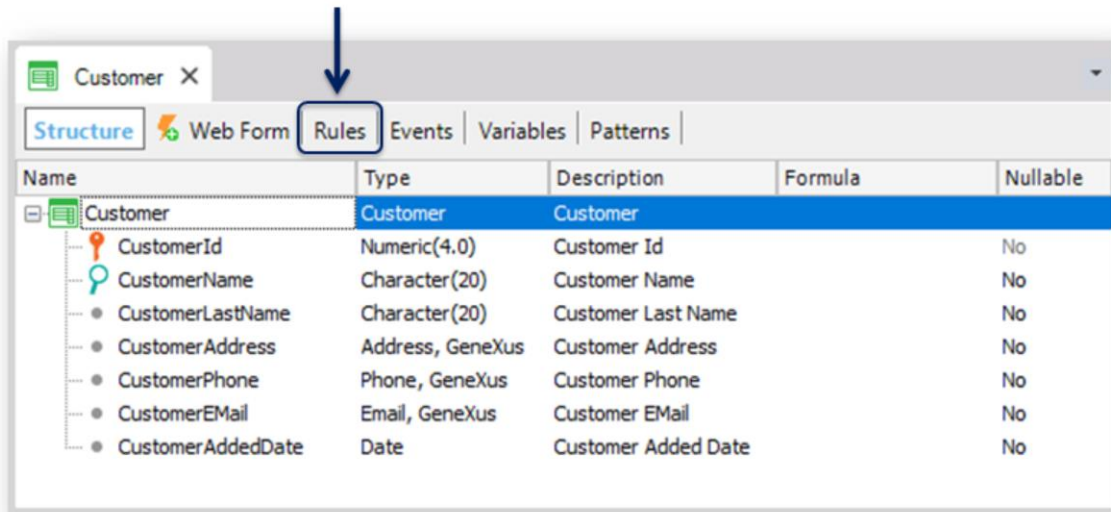 Customer
Structure Web Form Rules Events Variables Patterns
Name Type Description Formula Nullable
Customer Customer Customer
CustomerId Numeric(4.0) Customer Id No
CustomerName Character(20) Customer Name No
CustomerLastName Character(20) Customer Last Name No
CustomerAddress Address, GeneXus Customer Address No
CustomerPhone Phone, GeneXus Customer Phone No
CustomerEMail Email, GeneXus Customer EMail No
CustomerAddedDate Date Customer Added Date No